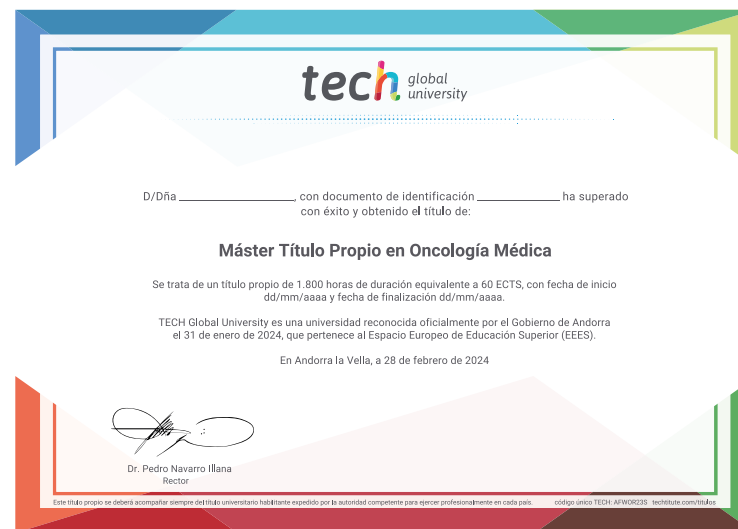 tech global university
D/Dña ____________________, con documento de identificación ______________ ha superado
con éxito y obtenido el título de:
Máster Título Propio en Oncología Médica
Se trata de un título propio de 1.800 horas de duración equivalente a 60 ECTS, con fecha de inicio
dd/mm/aaaa y fecha de finalización dd/mm/aaaa.
TECH Global University es una universidad reconocida oficialmente por el Gobierno de Andorra
el 31 de enero de 2024, que pertenece al Espacio Europeo de Educación Superior (EEES).
En Andorra la Vella, a 28 de febrero de 2024
Dr. Pedro Navarro Illana
Rector
Este título propio se deberá acompañar siempre del título universitario habilitante expedido por la autoridad competente para ejercer profesionalmente en cada país. código único TECH: AFWOR23S techtitute.com/titulos